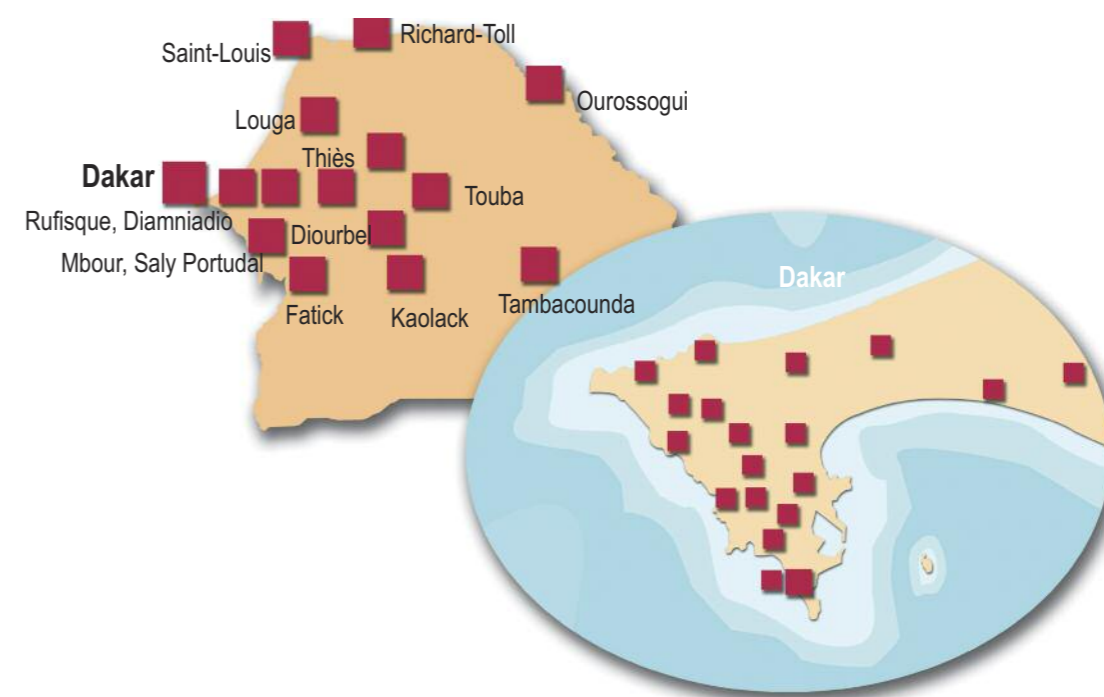 Richard-Toll
Saint-Louis
Ourossogui
Louga
Thiès
Dakar
Touba
Rufisque, Diamniadio
Diourbel
Mbour, Saly Portudal
Dakar
Tambacounda
Fatick
Kaolack